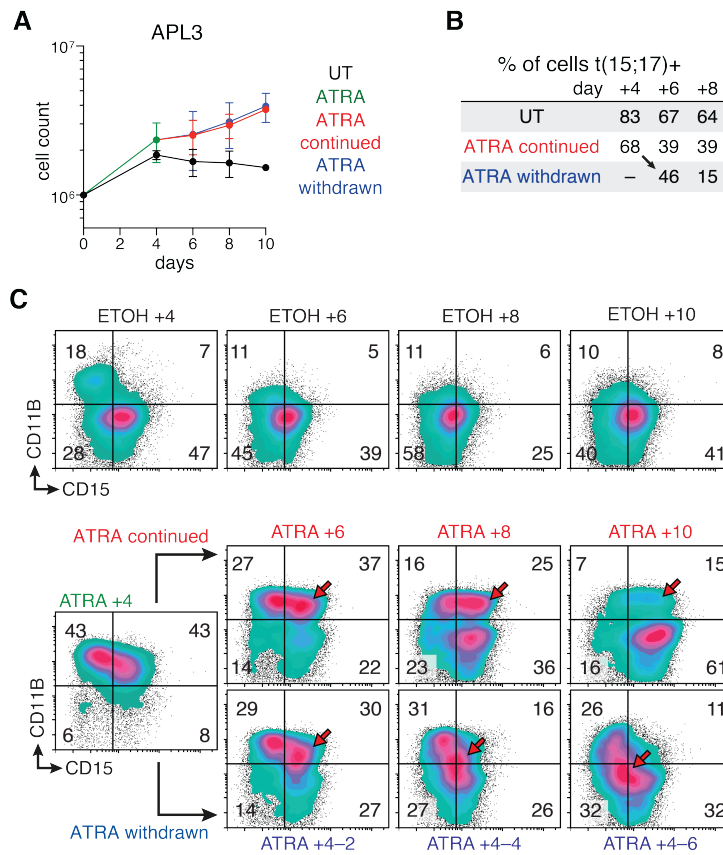 A
APL3
10⁷
10⁶
cell count
0 2 4 6 8 10
days
UT
ATRA
ATRA
continued
ATRA
withdrawn
B
% of cells t(15;17)+
day +4 +6 +8
UT 83 67 64
ATRA continued 68 39 39
ATRA withdrawn – 46 15
C
ETOH +4 ETOH +6 ETOH +8 ETOH +10
18 7 11 5 11 6 10 8
28 47 45 39 58 25 40 41
CD11B
CD15
ATRA continued
ATRA +6 ATRA +8 ATRA +10
27 37 16 25 7 15
14 22 23 36 16 61
ATRA +4
43 43
6 8
CD11B
CD15
29 30 31 16 26 11
14 27 27 26 32 32
ATRA withdrawn
ATRA +4–2 ATRA +4–4 ATRA +4–6